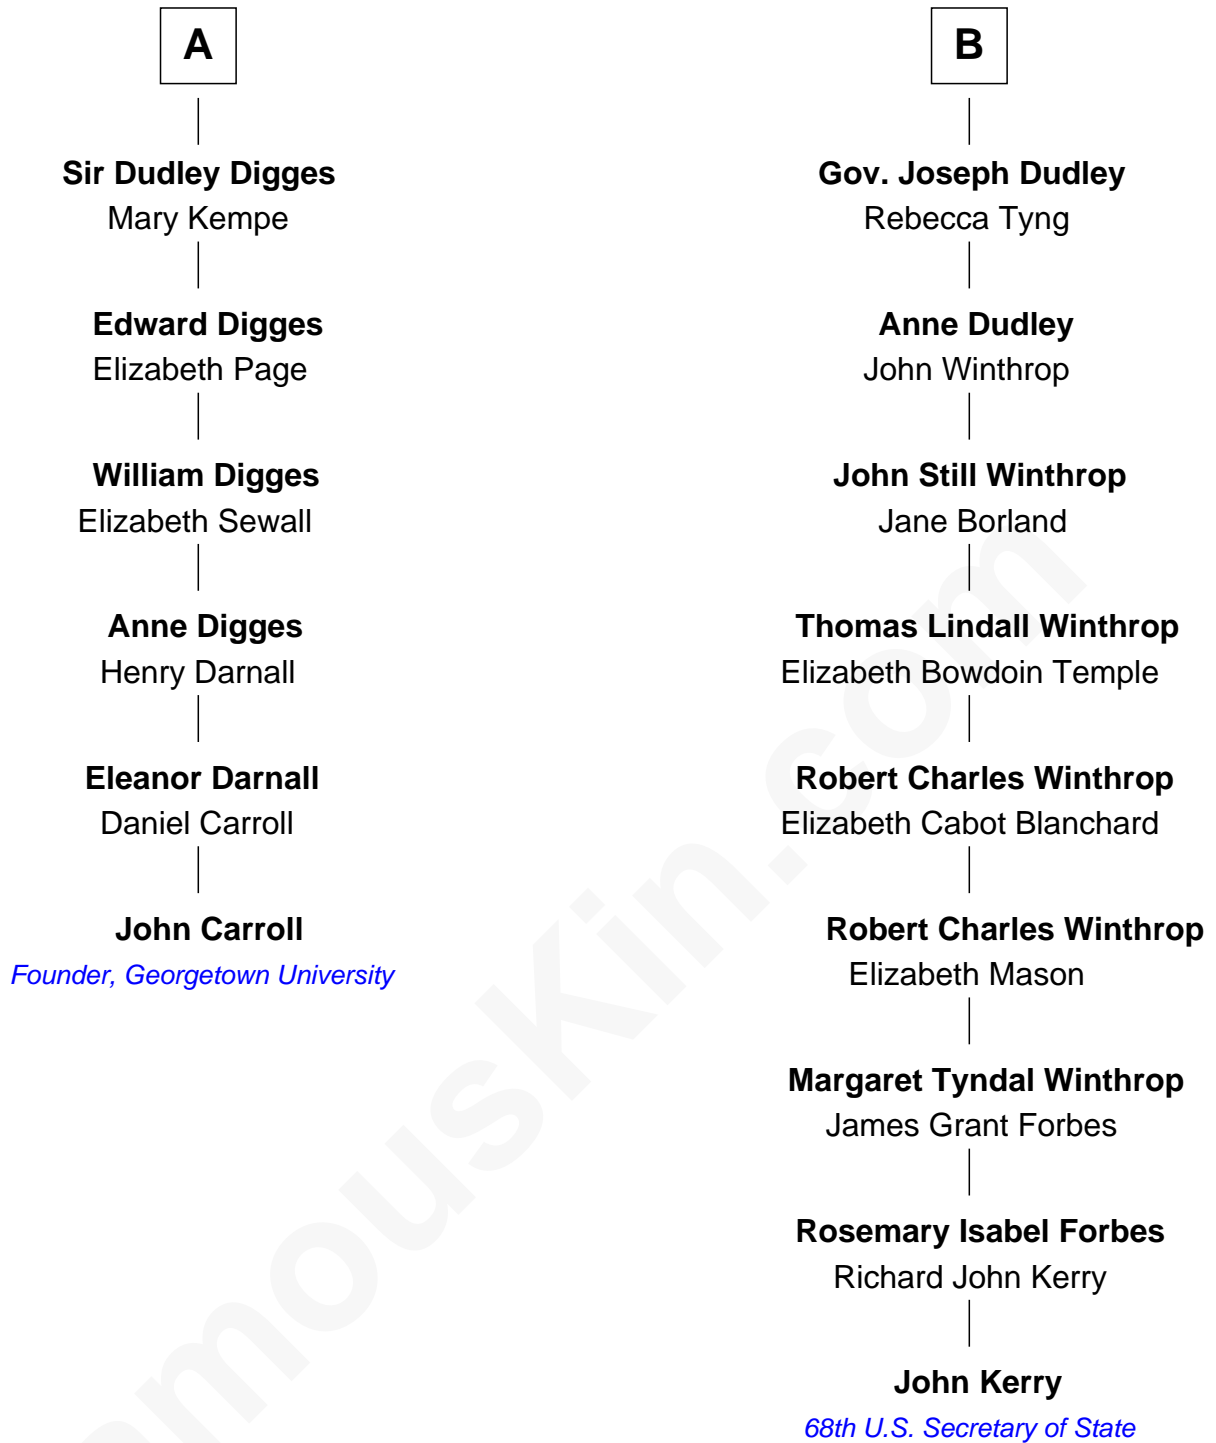 A
Sir Dudley Digges
Mary Kempe
Edward Digges
Elizabeth Page
William Digges
Elizabeth Sewall
Anne Digges
Henry Darnall
Eleanor Darnall
Daniel Carroll
John Carroll
Founder, Georgetown University
B
Gov. Joseph Dudley
Rebecca Tyng
Anne Dudley
John Winthrop
John Still Winthrop
Jane Borland
Thomas Lindall Winthrop
Elizabeth Bowdoin Temple
Robert Charles Winthrop
Elizabeth Cabot Blanchard
Robert Charles Winthrop
Elizabeth Mason
Margaret Tyndal Winthrop
James Grant Forbes
Rosemary Isabel Forbes
Richard John Kerry
John Kerry
68th U.S. Secretary of State
amouskin.com